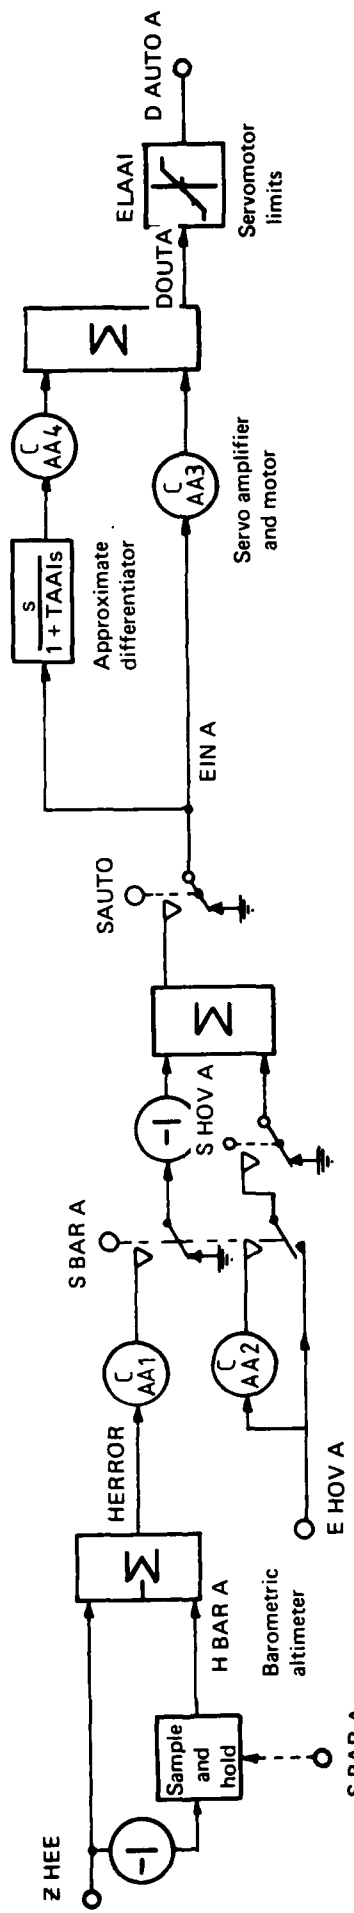 Z HEE
-1
Sample
and
hold
S BAR A
H BAR A
Barometric
altimeter
Σ
HERROR
C
AA1
S BAR A
E HOV A
C
AA2
-1
S HOV A
Σ
SAUTO
EIN A
s
1 + TAAIs
Approximate
differentiator
C
AA4
C
AA3
Servo amplifier
and motor
Σ
DOUTA
ELAAI
Servomotor
limits
D AUTO A